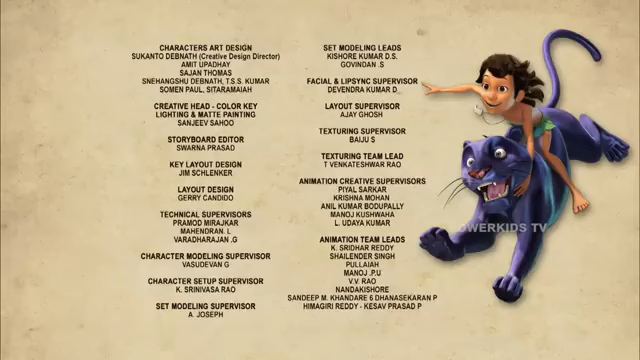 CHARACTERS ART DESIGN
SUKANTO DEBNATH (Creative Design Director)
AMIT UPADHAY
SAJAN THOMAS
SNEHANGSHU DEBNATH, T.S.S. KUMAR
SOMEN PAUL, SITARAMAIAH
CREATIVE HEAD - COLOR KEY
LIGHTING & MATTE PAINTING
SANJEEV SAHOO
STORYBOARD EDITOR
SWARNA PRASAD
KEY LAYOUT DESIGN
JIM SCHLENKER
LAYOUT DESIGN
GERRY CANDIDO
TECHNICAL SUPERVISORS
PRAMOD MIRAJKAR
MAHENDRAN. L
VARADHARAJAN .G
CHARACTER MODELING SUPERVISOR
VASUDEVAN G
CHARACTER SETUP SUPERVISOR
K. SRINIVASA RAO
SET MODELING SUPERVISOR
A. JOSEPH
SET MODELING LEADS
KISHORE KUMAR D.S.
GOVINDAN .S
FACIAL & LIPSYNC SUPERVISOR
DEVENDRA KUMAR D_
LAYOUT SUPERVISOR
AJAY GHOSH
TEXTURING SUPERVISOR
BAIJU S
TEXTURING TEAM LEAD
T VENKATESHWAR RAO
ANIMATION CREATIVE SUPERVISORS
PIYAL SARKAR
KRISHNA MOHAN
ANIL KUMAR BODUPALLY
MANOJ KUSHWAHA
L. UDAYA KUMAR
ANIMATION TEAM LEADS
K. SRIDHAR REDDY
SHAILENDER SINGH
PULLAIAH
MANOJ .P.U
V.V. RAO
NANDAKISHORE
SANDEEP M. KHANDARE 6 DHANASEKARAN P
HIMAGIRI REDDY - KESAV PRASAD P
OWERKIDS TV